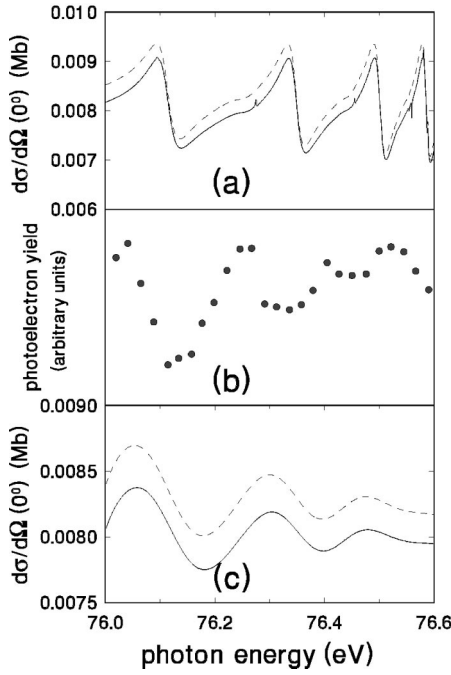 0.010
0.009
0.008
0.007
0.006
dσ/dΩ (0°) (Mb)
(a)
photoelectron yield
(arbitrary units)
(b)
0.0090
0.0085
0.0080
0.0075
dσ/dΩ (0°) (Mb)
(c)
76.0 76.2 76.4 76.6
photon energy (eV)